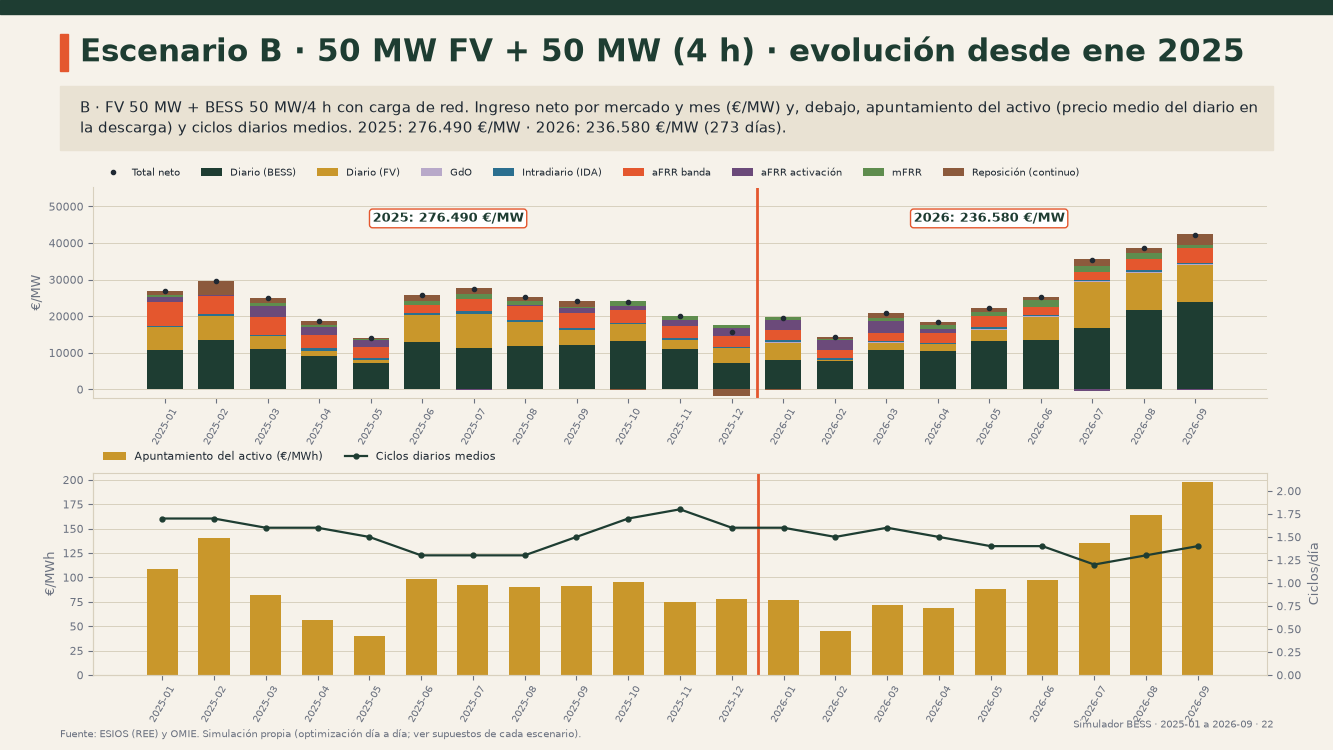 Escenario B · 50 MW FV + 50 MW (4 h) · evolución desde ene 2025
B · FV 50 MW + BESS 50 MW/4 h con carga de red. Ingreso neto por mercado y mes (€/MW) y, debajo, apuntamiento del activo (precio medio del diario en
la descarga) y ciclos diarios medios. 2025: 276.490 €/MW · 2026: 236.580 €/MW (273 días).
Total neto Diario (BESS) Diario (FV) GdO Intradiario (IDA) aFRR banda aFRR activación mFRR Reposición (continuo)
€/MW
50000
40000
30000
20000
10000
0
2025: 276.490 €/MW 2026: 236.580 €/MW
2025-01 2025-02 2025-03 2025-04 2025-05 2025-06 2025-07 2025-08 2025-09 2025-10 2025-11 2025-12 2026-01 2026-02 2026-03 2026-04 2026-05 2026-06 2026-07 2026-08 2026-09
Apuntamiento del activo (€/MWh) Ciclos diarios medios
€/MWh
200
175
150
125
100
75
50
25
0
2.00
1.75
1.50
1.25
1.00
0.75
0.50
0.25
0.00
Ciclos/día
2025-01 2025-02 2025-03 2025-04 2025-05 2025-06 2025-07 2025-08 2025-09 2025-10 2025-11 2025-12 2026-01 2026-02 2026-03 2026-04 2026-05 2026-06 2026-07 2026-08 2026-09
Simulador BESS · 2025-01 a 2026-09 · 22
Fuente: ESIOS (REE) y OMIE. Simulación propia (optimización día a día; ver supuestos de cada escenario).